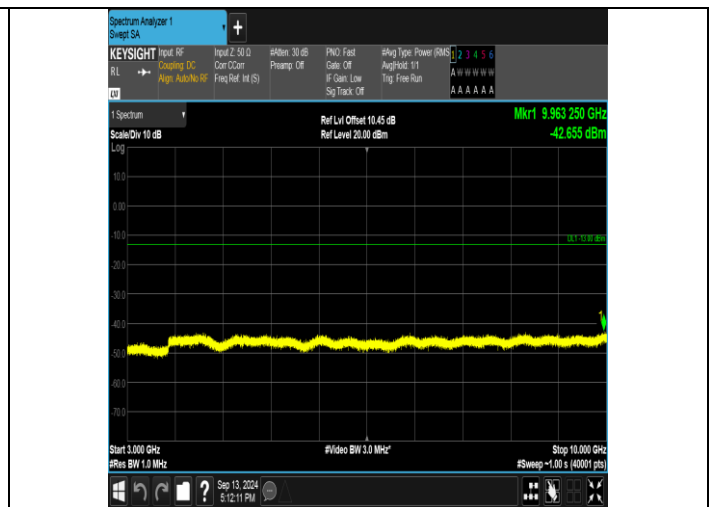 Spectrum Analyzer 1
Swept SA
+
KEYSIGHT
RL
LXI
Input: RF
Coupling: DC
Align: Auto/No RF
Input Z: 50 Ω
Corr CCorr
Freq Ref: Int (S)
#Atten: 30 dB
Preamp: Off
PNO: Fast
Gate: Off
IF Gain: Low
Sig Track: Off
#Avg Type: Power (RMS
Avg|Hold: 1/1
Trig: Free Run
1 2 3 4 5 6
A W W W W W
A A A A A A
1 Spectrum
Scale/Div 10 dB
Ref Lvl Offset 10.45 dB
Ref Level 20.00 dBm
Mkr1 9.963 250 GHz
-42.655 dBm
Log
10.0
0.00
-10.0
DL1 -13.00 dBm
-20.0
-30.0
-40.0
1
-50.0
-60.0
-70.0
Start 3.000 GHz
#Res BW 1.0 MHz
#Video BW 3.0 MHz*
Stop 10.000 GHz
#Sweep ~1.00 s (40001 pts)
?
Sep 13, 2024
5:12:11 PM